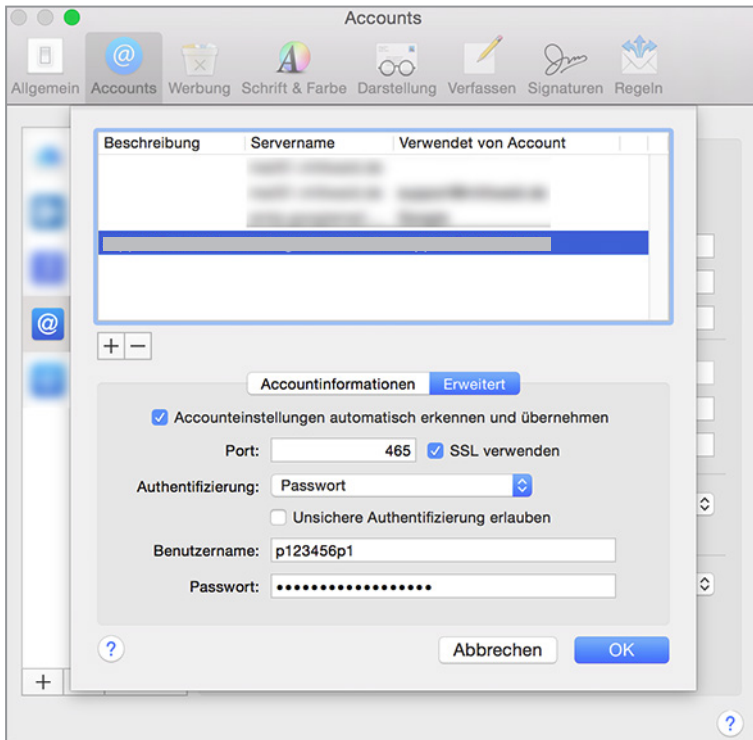 Accounts
Allgemein Accounts Werbung Schrift & Farbe Darstellung Verfassen Signaturen Regeln
Beschreibung Servername Verwendet von Account
Accountinformationen Erweitert
Accounteinstellungen automatisch erkennen und übernehmen
Port: 465 SSL verwenden
Authentifizierung: Passwort
Unsichere Authentifizierung erlauben
Benutzername: p123456p1
Passwort: ••••••••••••••••••
? Abbrechen OK
?